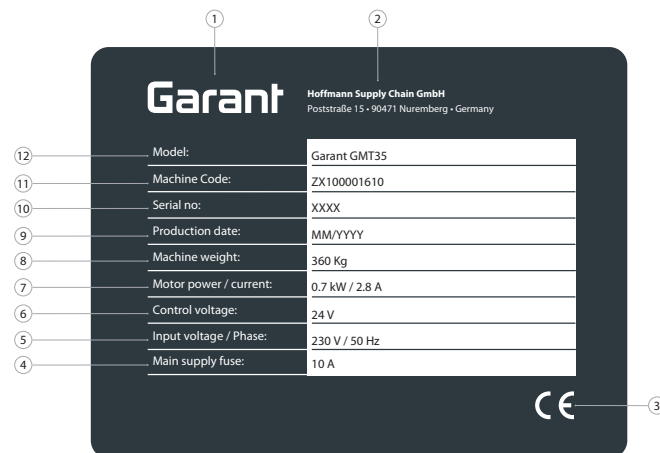 1
2
Garant
Hoffmann Supply Chain GmbH
Poststraße 15 • 90471 Nuremberg • Germany
12 Model: Garant GMT35
11 Machine Code: ZX100001610
10 Serial no: XXXX
9 Production date: MM/YYYY
8 Machine weight: 360 Kg
7 Motor power / current: 0.7 kW / 2.8 A
6 Control voltage: 24 V
5 Input voltage / Phase: 230 V / 50 Hz
4 Main supply fuse: 10 A
CE
3